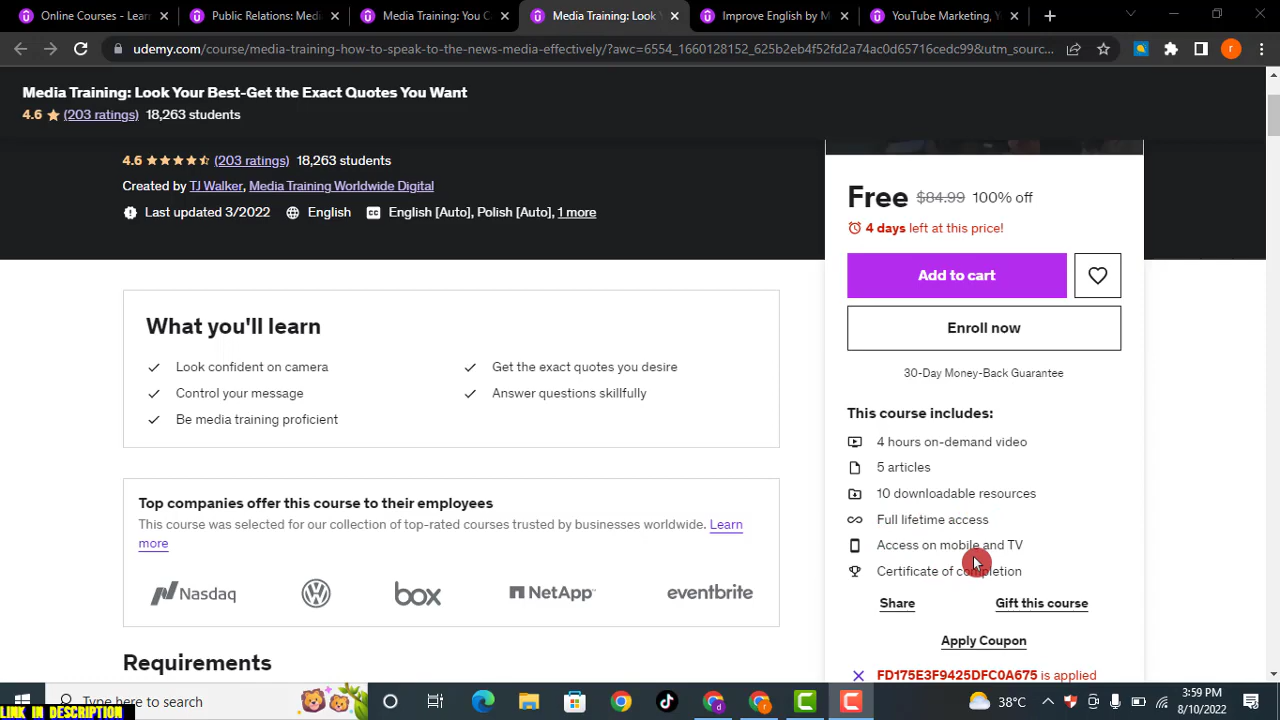 Online Courses - Learn
Public Relations: Media
Media Training: You C
Media Training: Look Y
Improve English by M
YouTube Marketing, Y
udemy.com/course/media-training-how-to-speak-to-the-news-media-effectively/?awc=6554_1660128152_625b2eb4f52fd2a74ac0d65716cedc99&utm_sourc...
r
Media Training: Look Your Best-Get the Exact Quotes You Want
4.6 (203 ratings) 18,263 students
4.6 (203 ratings) 18,263 students
Created by TJ Walker, Media Training Worldwide Digital
Last updated 3/2022 English English [Auto], Polish [Auto], 1 more
Free $84.99 100% off
4 days left at this price!
Add to cart
Enroll now
30-Day Money-Back Guarantee
This course includes:
4 hours on-demand video
5 articles
10 downloadable resources
Full lifetime access
Access on mobile and TV
Certificate of completion
Share Gift this course
Apply Coupon
FD175E3F9425DFC0A675 is applied
What you'll learn
Look confident on camera
Get the exact quotes you desire
Control your message
Answer questions skillfully
Be media training proficient
Top companies offer this course to their employees
This course was selected for our collection of top-rated courses trusted by businesses worldwide. Learn
more
Nasdaq
box
NetApp
eventbrite
Requirements
Type here to search
38°C
3:59 PM
8/10/2022
LINK IN DESCRIPTION